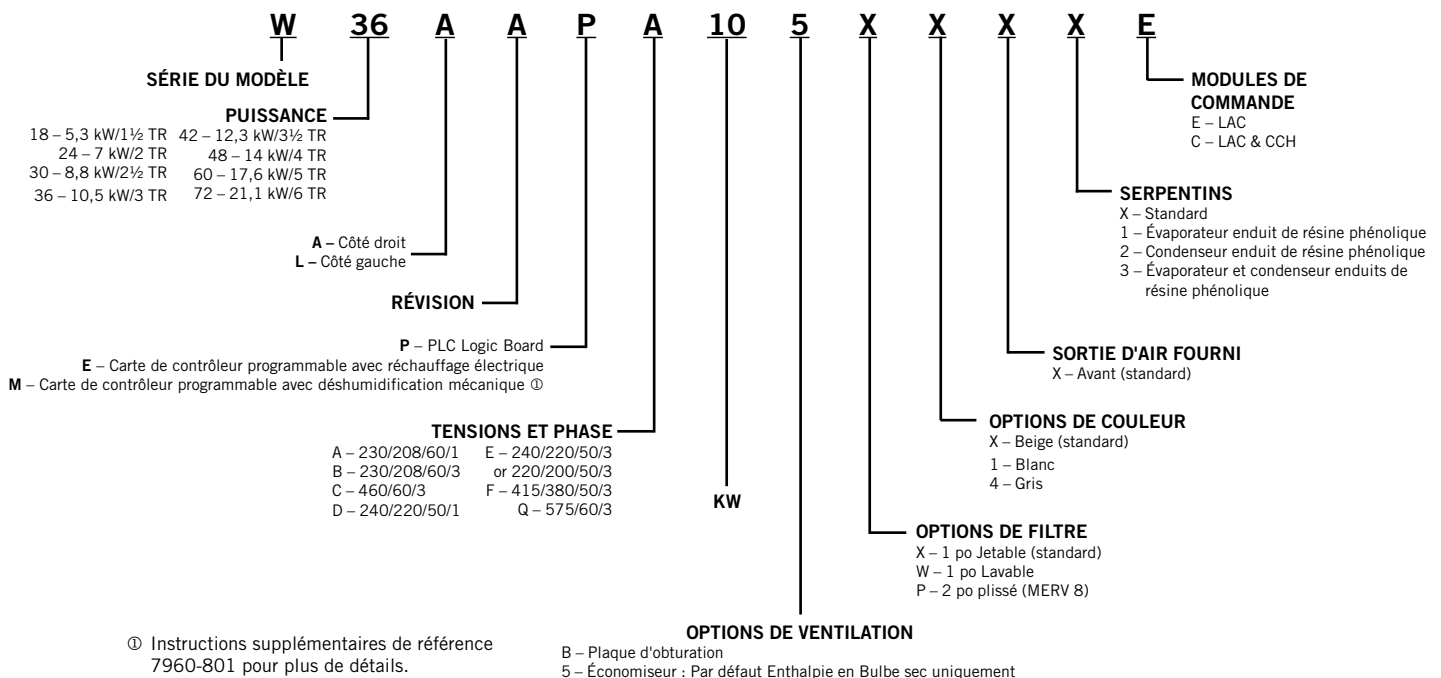 W 36 A A P A 10 5 X X X X E
SÉRIE DU MODÈLE
PUISSANCE
18 – 5,3 kW/1½ TR 42 – 12,3 kW/3½ TR
24 – 7 kW/2 TR 48 – 14 kW/4 TR
30 – 8,8 kW/2½ TR 60 – 17,6 kW/5 TR
36 – 10,5 kW/3 TR 72 – 21,1 kW/6 TR
A – Côté droit
L – Côté gauche
RÉVISION
P – PLC Logic Board
E – Carte de contrôleur programmable avec réchauffage électrique
M – Carte de contrôleur programmable avec déshumidification mécanique ①
TENSIONS ET PHASE
A – 230/208/60/1 E – 240/220/50/3
B – 230/208/60/3 or 220/200/50/3
C – 460/60/3 F – 415/380/50/3
D – 240/220/50/1 Q – 575/60/3
KW
OPTIONS DE VENTILATION
B – Plaque d'obturation
5 – Économiseur : Par défaut Enthalpie en Bulbe sec uniquement
OPTIONS DE FILTRE
X – 1 po Jetable (standard)
W – 1 po Lavable
P – 2 po plissé (MERV 8)
OPTIONS DE COULEUR
X – Beige (standard)
1 – Blanc
4 – Gris
SORTIE D'AIR FOURNI
X – Avant (standard)
SERPENTINS
X – Standard
1 – Évaporateur enduit de résine phénolique
2 – Condenseur enduit de résine phénolique
3 – Évaporateur et condenseur enduits de
résine phénolique
MODULES DE
COMMANDE
E – LAC
C – LAC & CCH
① Instructions supplémentaires de référence
7960-801 pour plus de détails.